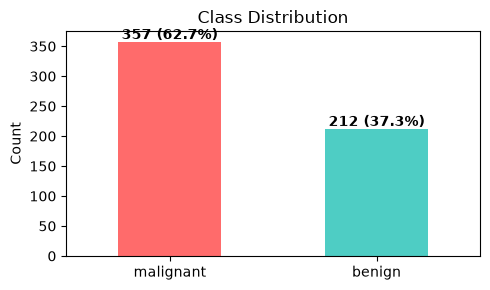 Class Distribution
357 (62.7%)
212 (37.3%)
350
300
250
200
150
100
50
0
Count
malignant
benign